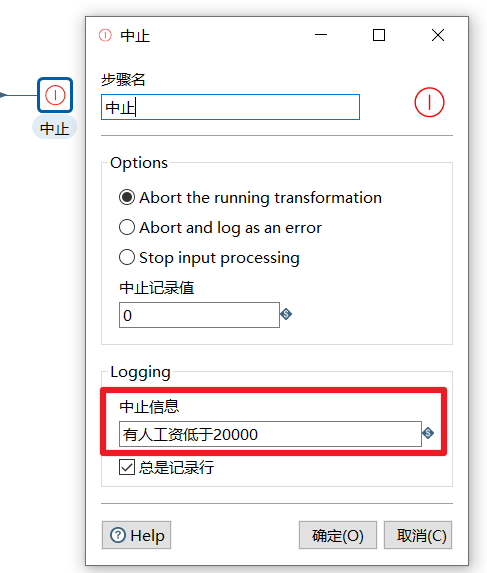 中止
中止
步骤名
中止
Options
Abort the running transformation
Abort and log as an error
Stop input processing
中止记录值
0
Logging
中止信息
有人工资低于20000
总是记录行
Help
确定(O)
取消(C)